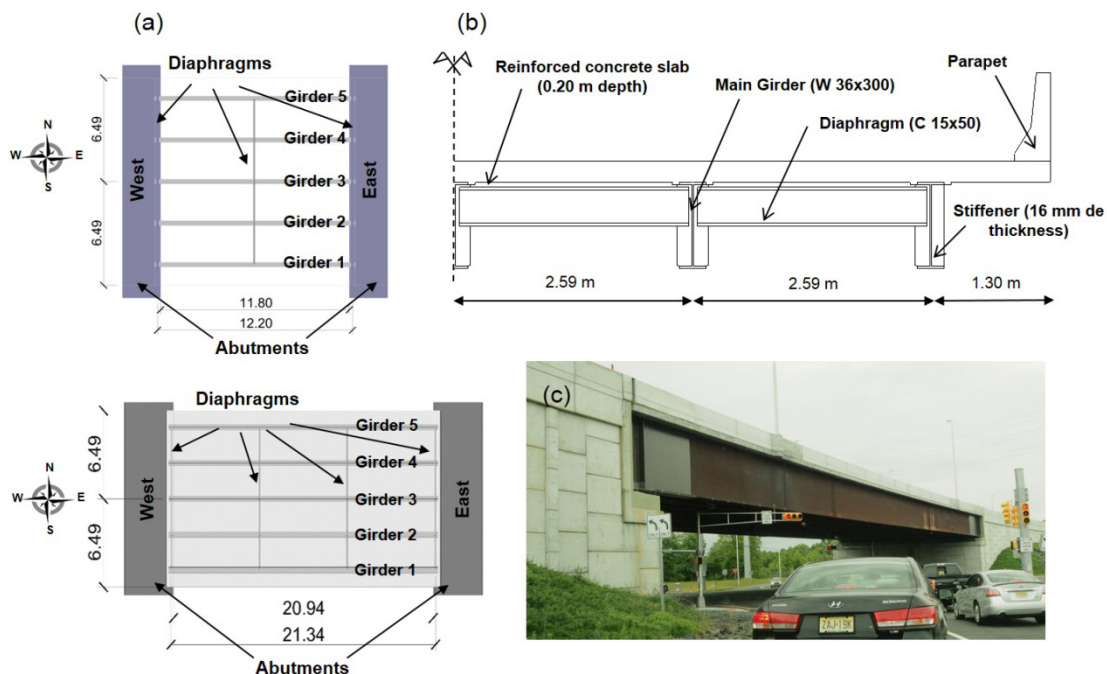 (a)
Diaphragms
Girder 5
Girder 4
Girder 3
Girder 2
Girder 1
N
W
E
S
6.49
6.49
West
East
11.80
12.20
Abutments
(b)
Reinforced concrete slab
(0.20 m depth)
Main Girder (W 36x300)
Parapet
Diaphragm (C 15x50)
Stiffener (16 mm de
thickness)
2.59 m
2.59 m
1.30 m
Diaphragms
Girder 5
Girder 4
Girder 3
Girder 2
Girder 1
N
W
E
S
6.49
6.49
West
East
20.94
21.34
Abutments
(c)